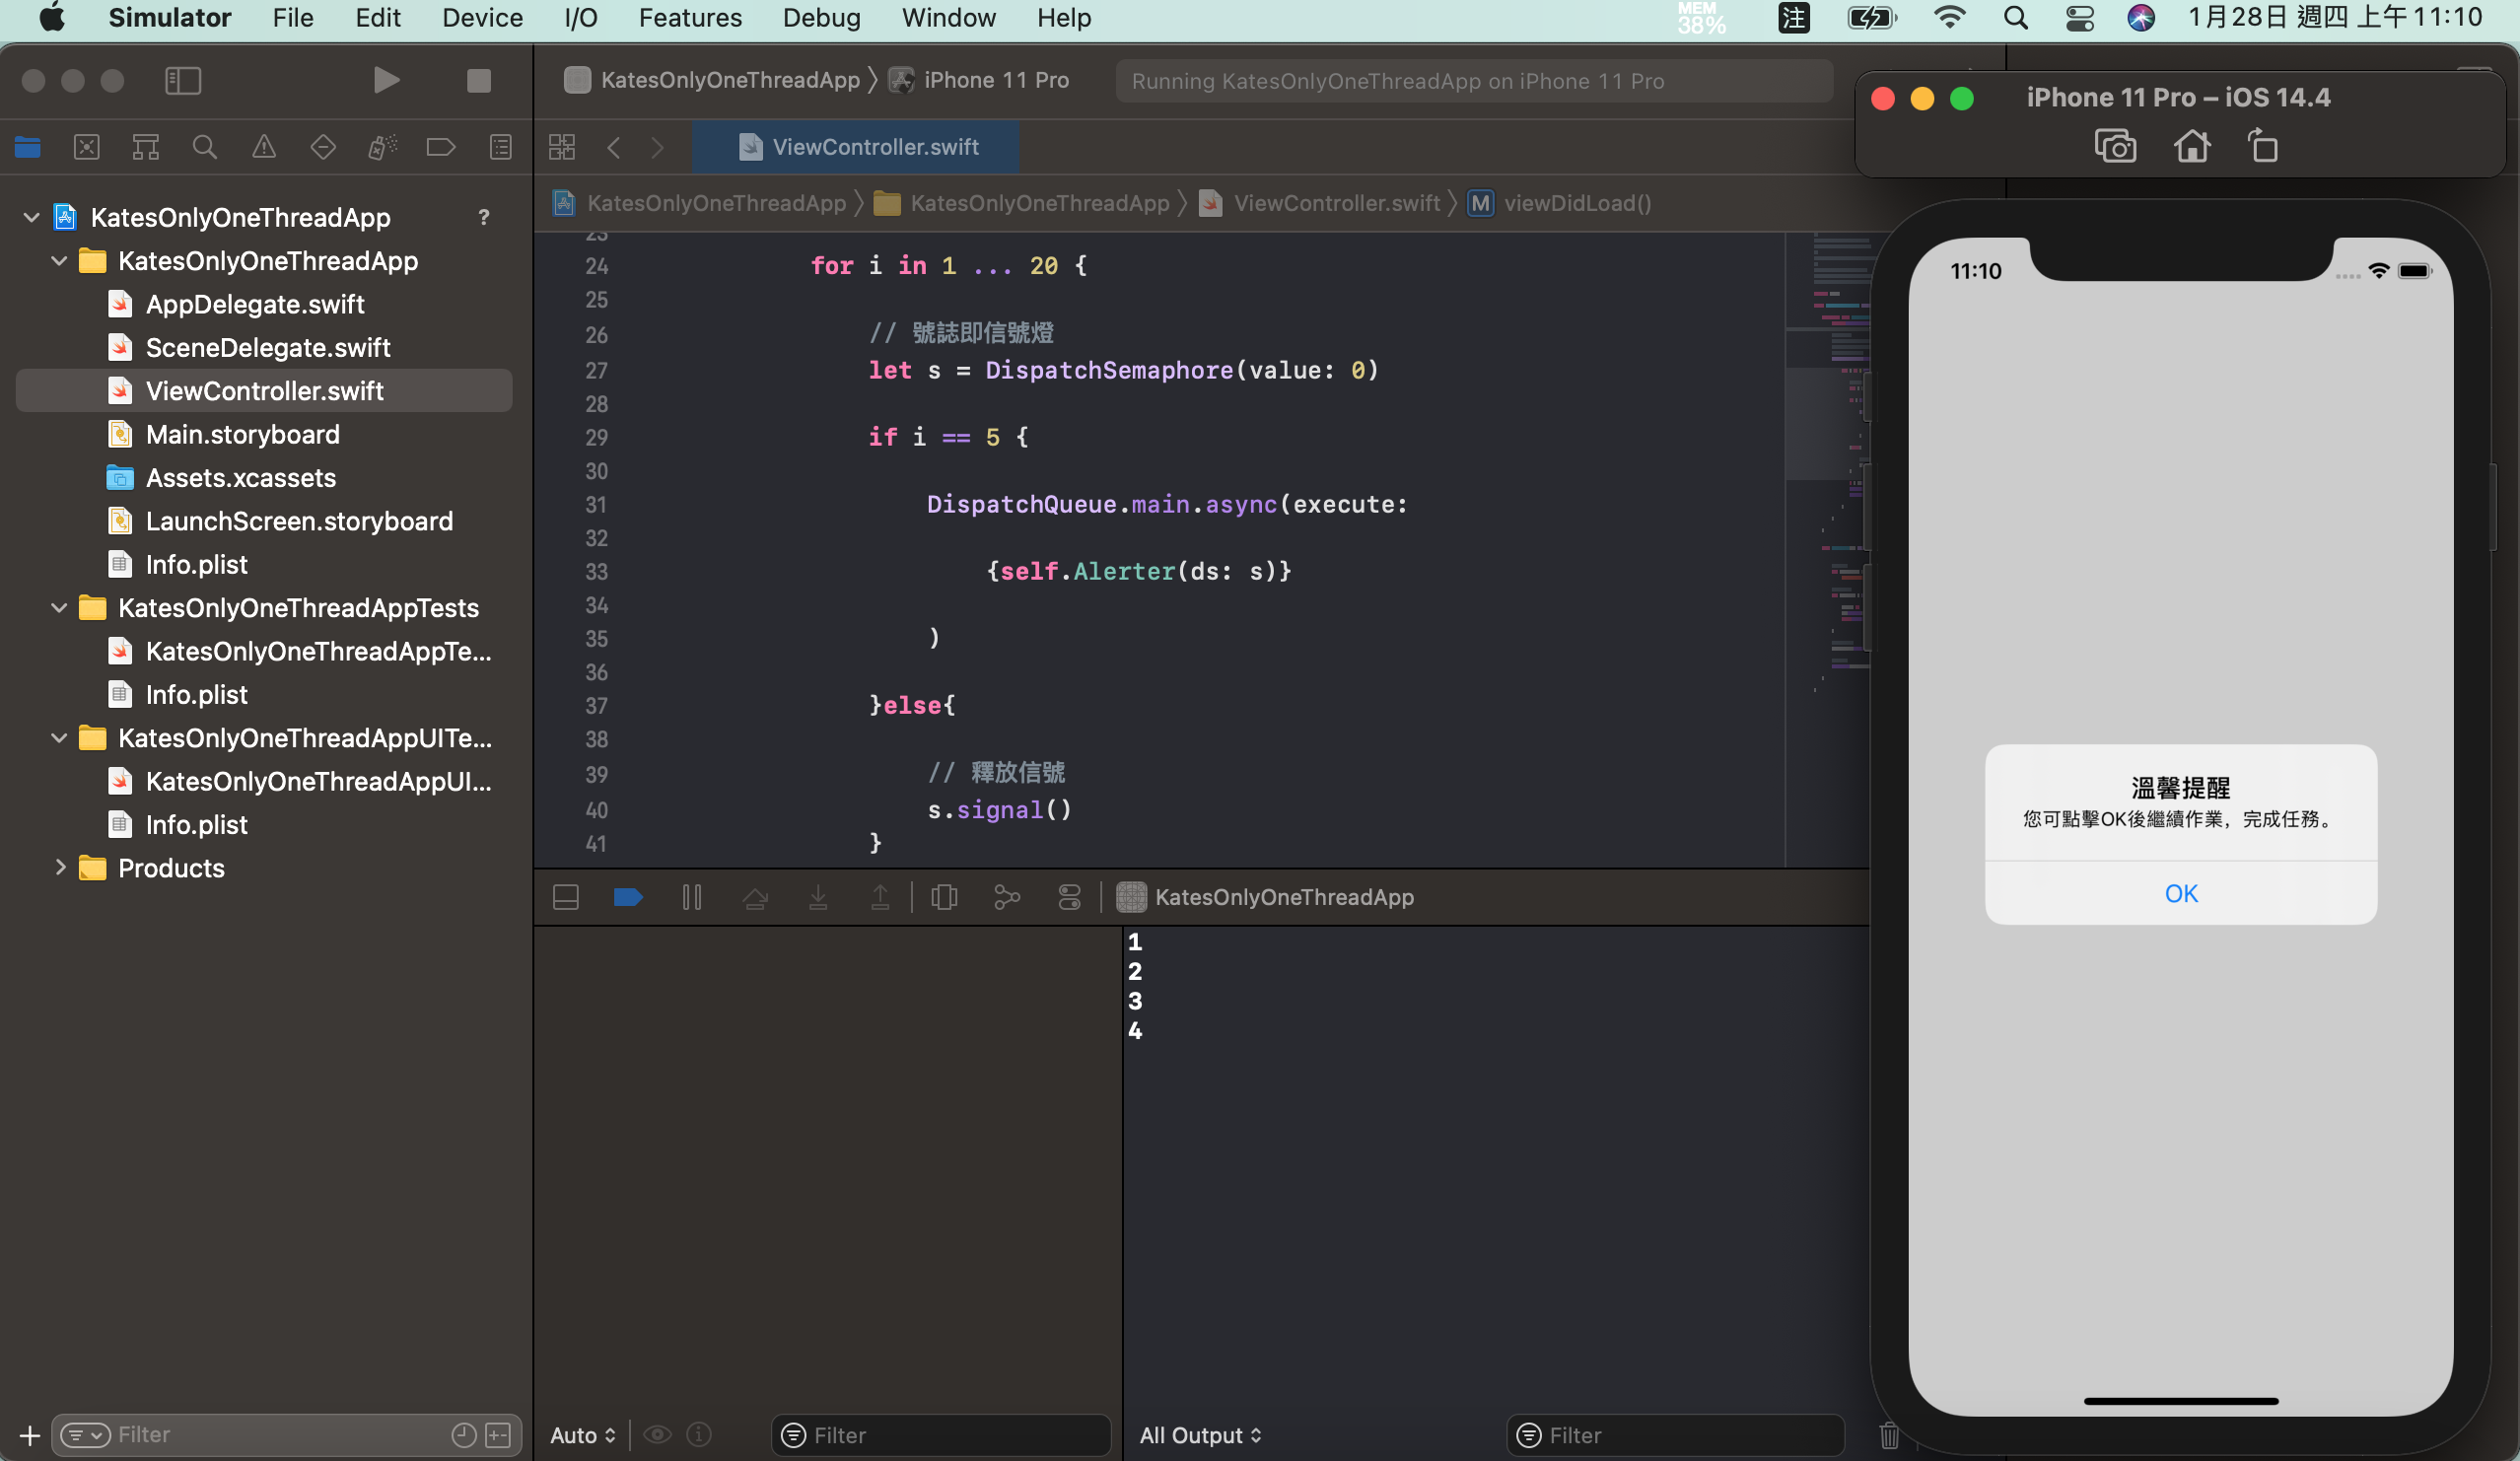 Simulator File Edit Device I/O Features Debug Window Help MEM 38% 注 1月28日 週四 上午11:10
KatesOnlyOneThreadApp 〉 iPhone 11 Pro
Running KatesOnlyOneThreadApp on iPhone 11 Pro
iPhone 11 Pro – iOS 14.4
ViewController.swift
KatesOnlyOneThreadApp 〉 KatesOnlyOneThreadApp 〉 ViewController.swift 〉 M viewDidLoad()
KatesOnlyOneThreadApp ?
KatesOnlyOneThreadApp
AppDelegate.swift
SceneDelegate.swift
ViewController.swift
Main.storyboard
Assets.xcassets
LaunchScreen.storyboard
Info.plist
KatesOnlyOneThreadAppTests
KatesOnlyOneThreadAppTe...
Info.plist
KatesOnlyOneThreadAppUITe...
KatesOnlyOneThreadAppUI...
Info.plist
Products
Filter
23
24 for i in 1 ... 20 {
25
26 // 號誌即信號燈
27 let s = DispatchSemaphore(value: 0)
28
29 if i == 5 {
30
31 DispatchQueue.main.async(execute:
32
33 {self.Alerter(ds: s)}
34
35 )
36
37 }else{
38
39 // 釋放信號
40 s.signal()
41 }
KatesOnlyOneThreadApp
1
2
3
4
Auto
Filter
All Output
Filter
11:10
溫馨提醒
您可點擊OK後繼續作業，完成任務。
OK